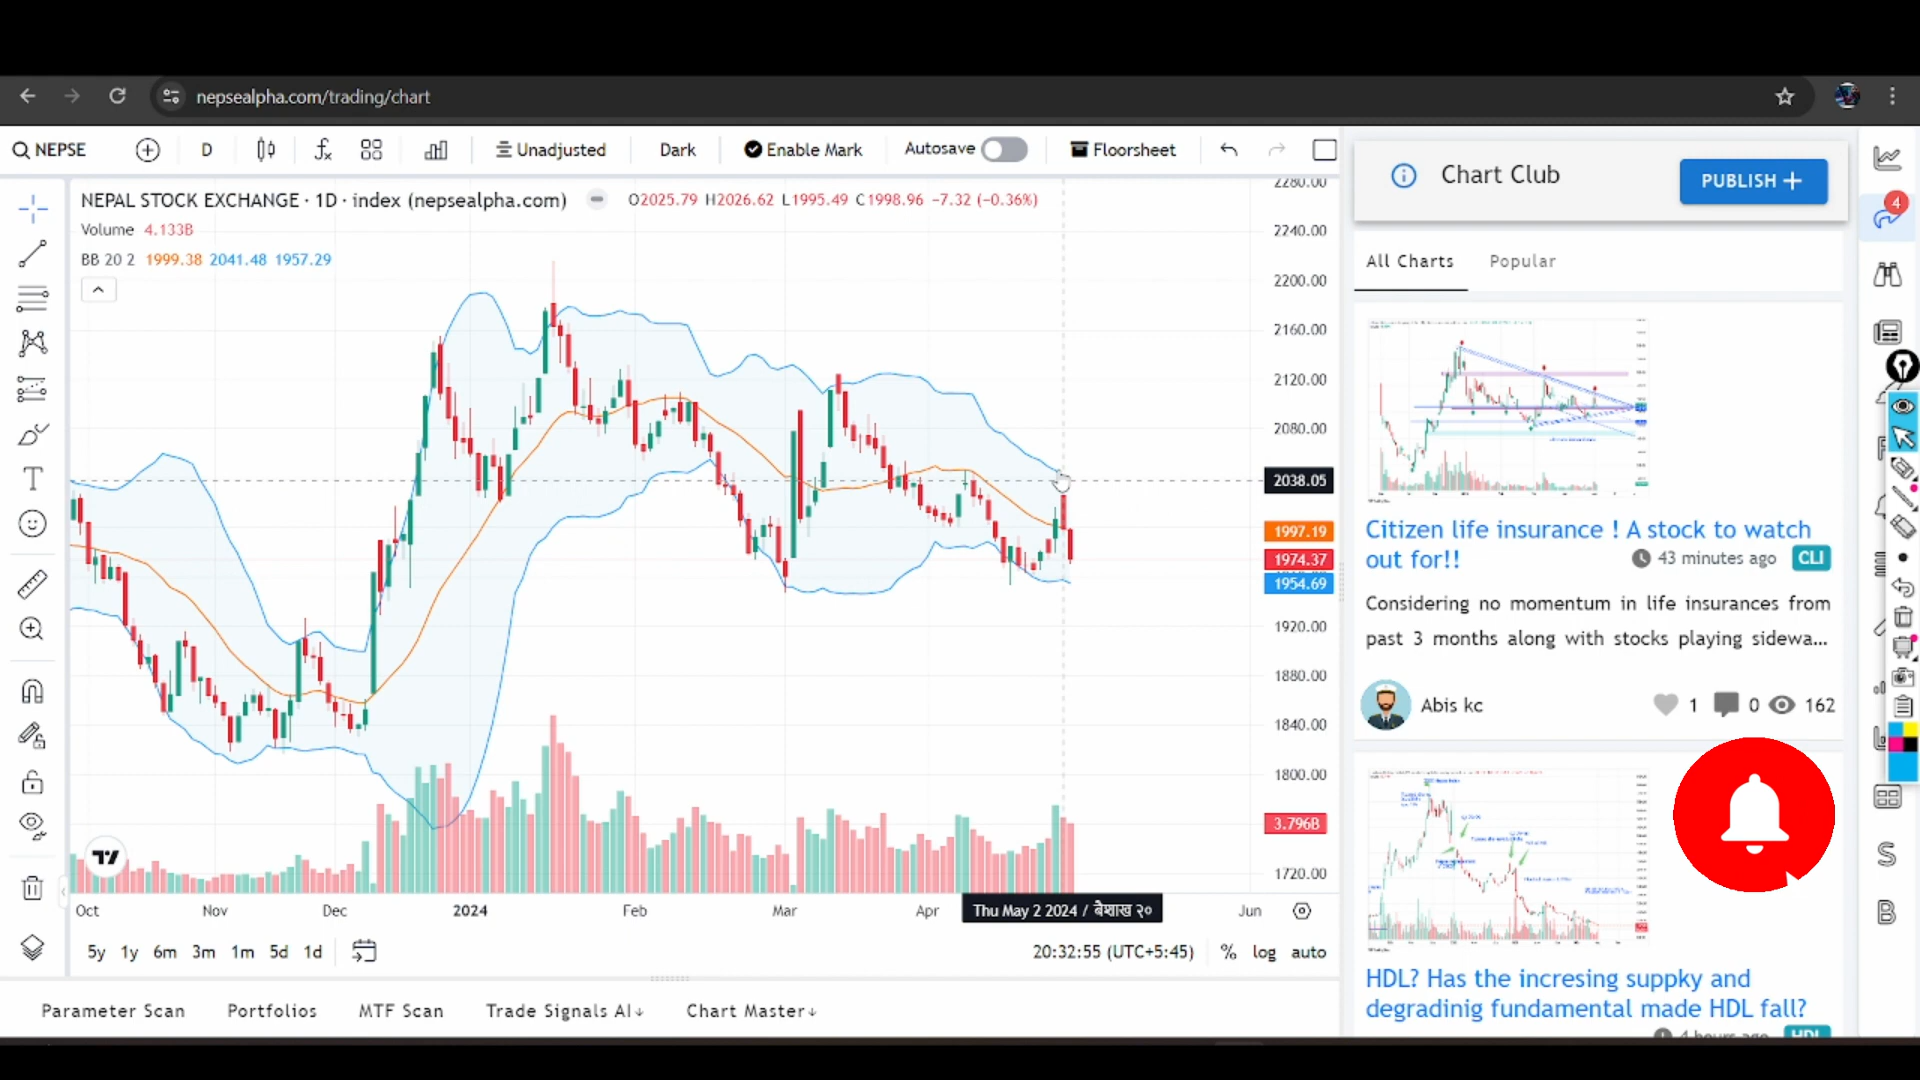 nepsealpha.com/trading/chart
NEPSE D Unadjusted Dark Enable Mark Autosave Floorsheet
NEPAL STOCK EXCHANGE · 1D · index (nepsealpha.com) O2025.79 H2026.62 L1995.49 C1998.96 −7.32 (−0.36%)
Volume 4.133B
BB 20 2 1999.38 2041.48 1957.29
2280.00
2240.00
2200.00
2160.00
2120.00
2080.00
2038.05
1997.19
1974.37
1954.69
1920.00
1880.00
1840.00
1800.00
3.796B
1720.00
Oct Nov Dec 2024 Feb Mar Apr Thu May 2 2024 / बैशाख २० Jun
5y 1y 6m 3m 1m 5d 1d 20:32:55 (UTC+5:45) % log auto
Parameter Scan Portfolios MTF Scan Trade Signals AI↓ Chart Master↓
Chart Club PUBLISH +
4
All Charts Popular
Citizen life insurance ! A stock to watch
out for!! 43 minutes ago CLI
Considering no momentum in life insurances from
past 3 months along with stocks playing sidewa...
Abis kc 1 0 162
HDL? Has the incresing suppky and
degradinig fundamental made HDL fall?
4 hours ago HDL
S
B